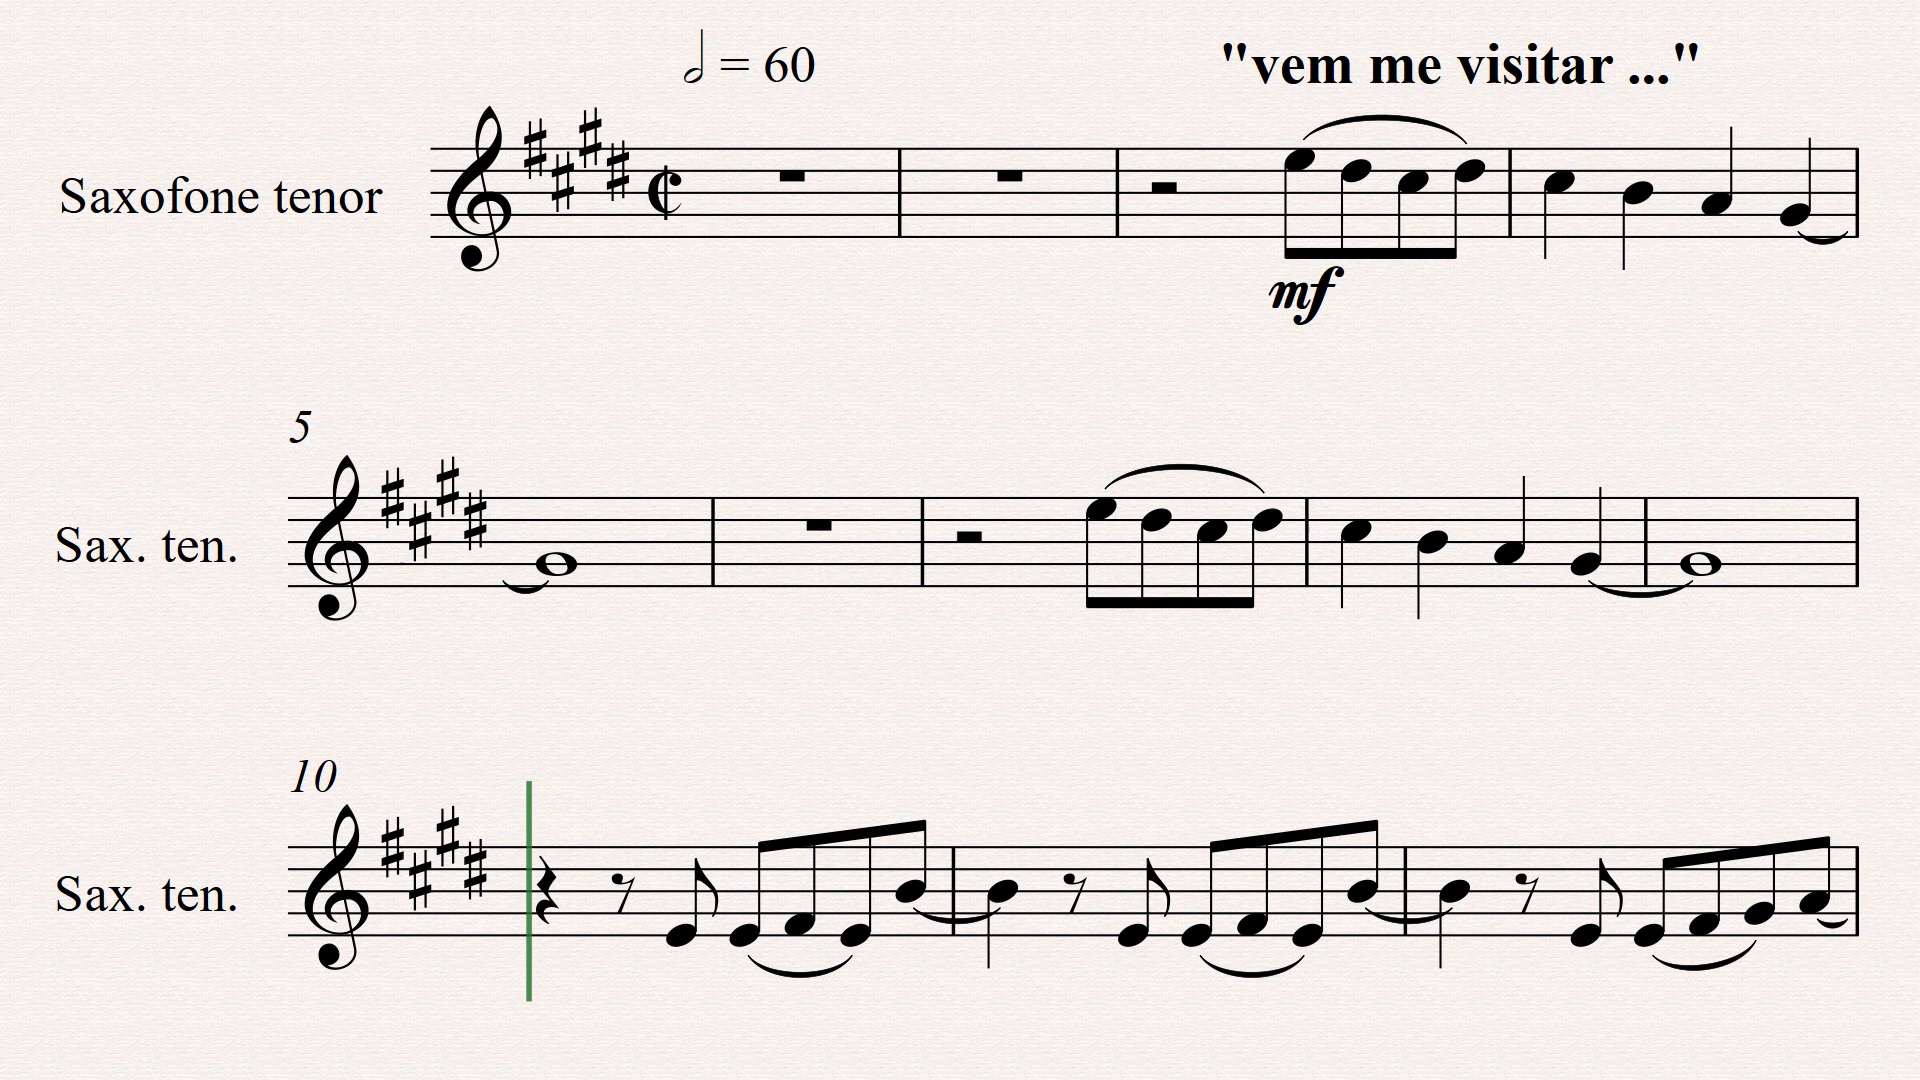 𝅗𝅥 = 60
"vem me visitar ..."
Saxofone tenor
mf
5
Sax. ten.
10
Sax. ten.